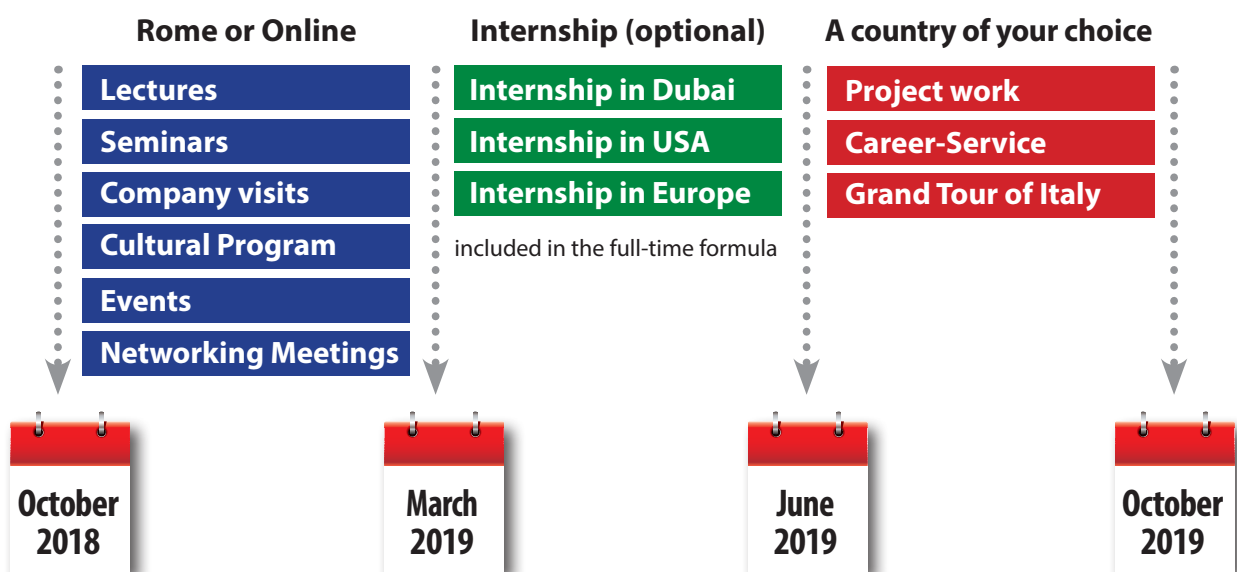 Rome or Online
Lectures
Seminars
Company visits
Cultural Program
Events
Networking Meetings
Internship (optional)
Internship in Dubai
Internship in USA
Internship in Europe
included in the full-time formula
A country of your choice
Project work
Career-Service
Grand Tour of Italy
October
2018
March
2019
June
2019
October
2019